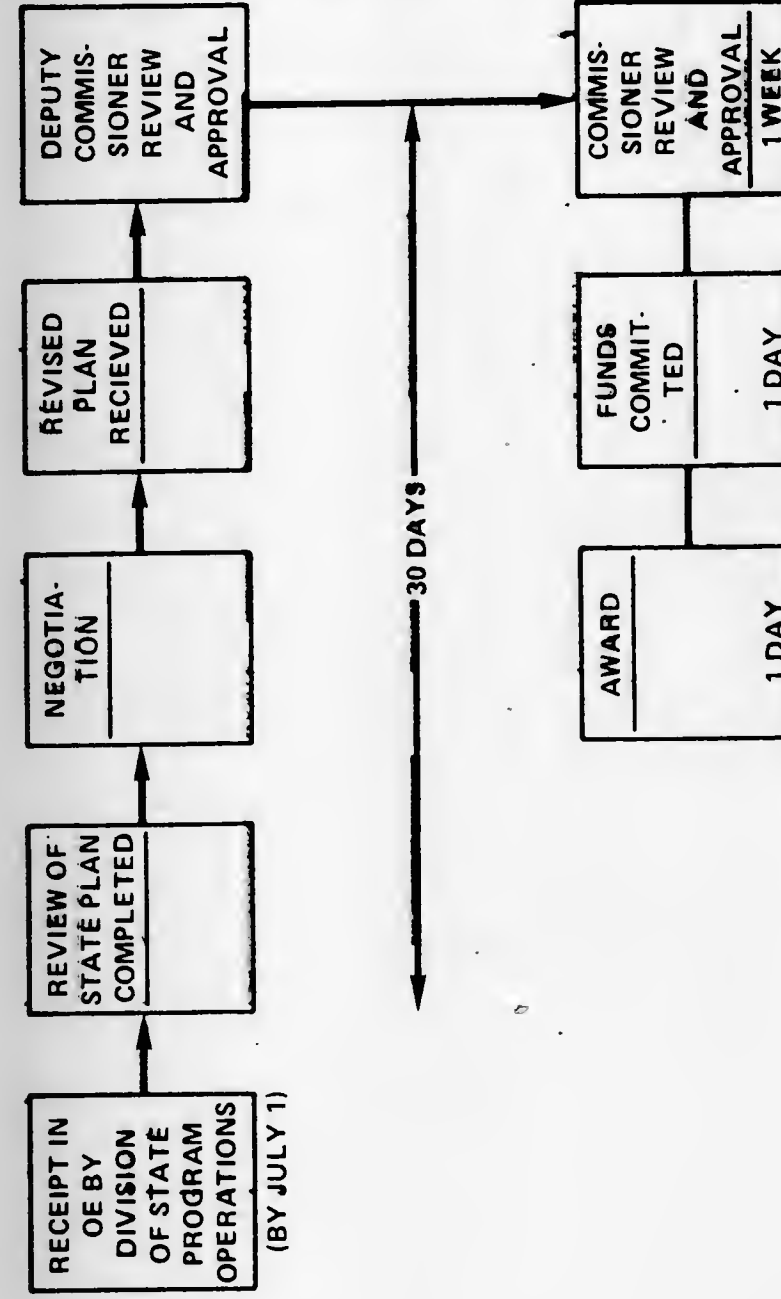 RECEIPT IN
OE BY
DIVISION
OF STATE
PROGRAM
OPERATIONS
(BY JULY 1)
REVIEW OF
STATE PLAN
COMPLETED
NEGOTIA-
TION
REVISED
PLAN
RECIEVED
DEPUTY
COMMIS-
SIONER
REVIEW
AND
APPROVAL
30 DAYS
COMMIS-
SIONER
REVIEW
AND
APPROVAL
1 WEEK
FUNDS
COMMIT-
TED
1 DAY
AWARD
1 DAY